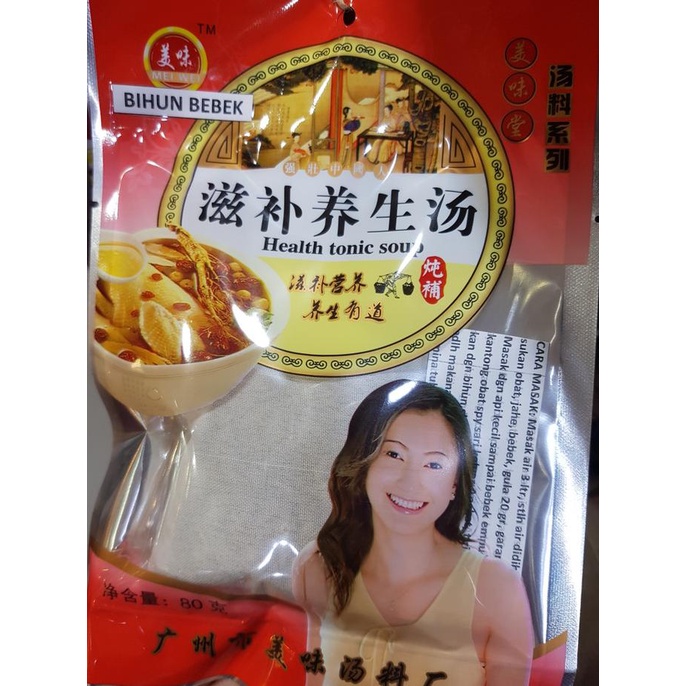 美味
TM
MEI WEI
BIHUN BEBEK
美味堂
汤料系列
滋补养生汤
Health tonic soup
滋补营养
养生有道
炖補
CARA MASAK: Masak air 3 ltr, stlh air didih
sukan obat, jahe, bebek, gula 20 gr, garam
Masak dgn api kecil sampai bebek empu
kantong obat spy sari
kan dgn bihun
dlh makan
净含量: 80 克
广州市美味汤料厂